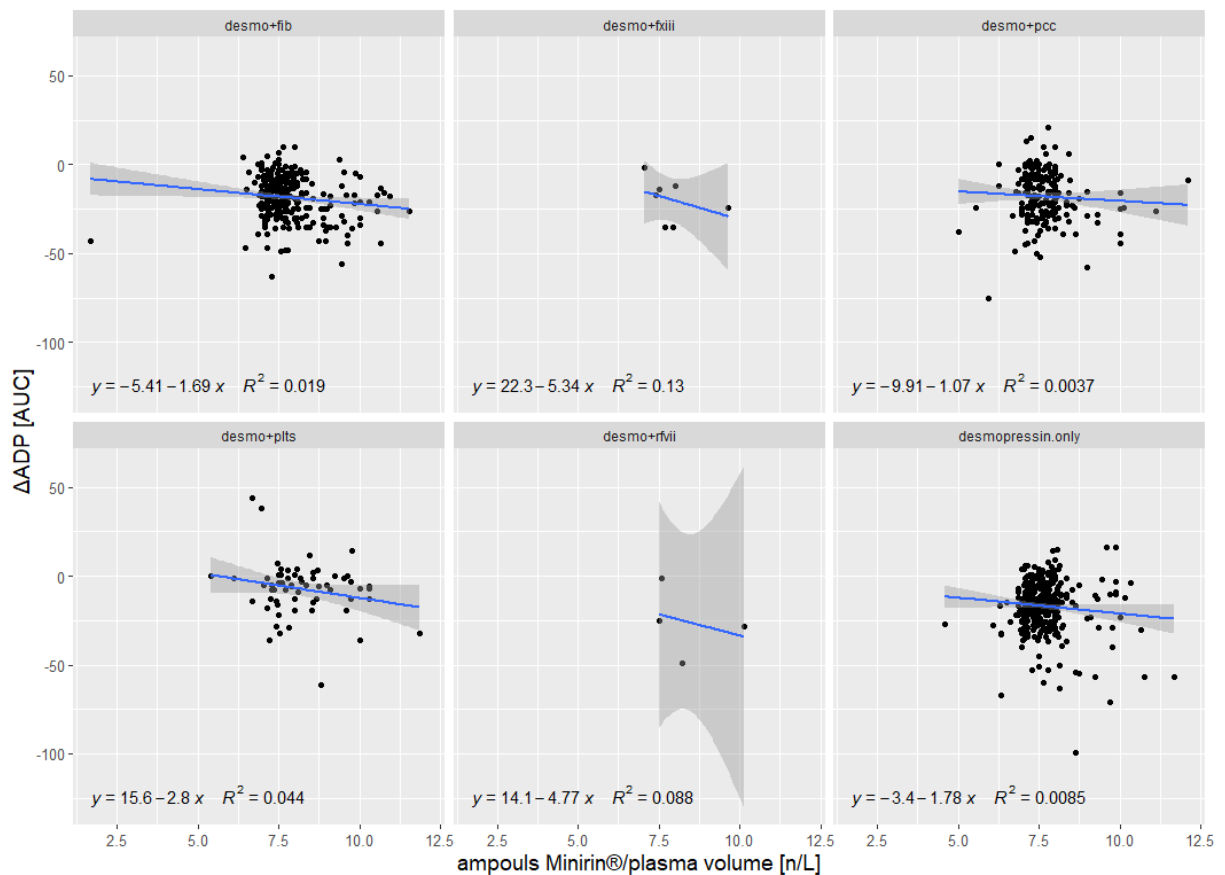 desmo+fib desmo+fxiii desmo+pcc
50
0
-50
-100
y = −5.41 − 1.69 x R² = 0.019 y = 22.3 − 5.34 x R² = 0.13 y = −9.91 − 1.07 x R² = 0.0037
ΔADP [AUC]
desmo+plts desmo+rfvii desmopressin.only
50
0
-50
-100
y = 15.6 − 2.8 x R² = 0.044 y = 14.1 − 4.77 x R² = 0.088 y = −3.4 − 1.78 x R² = 0.0085
2.5 5.0 7.5 10.0 12.5 2.5 5.0 7.5 10.0 12.5 2.5 5.0 7.5 10.0 12.5
ampouls Minirin®/plasma volume [n/L]